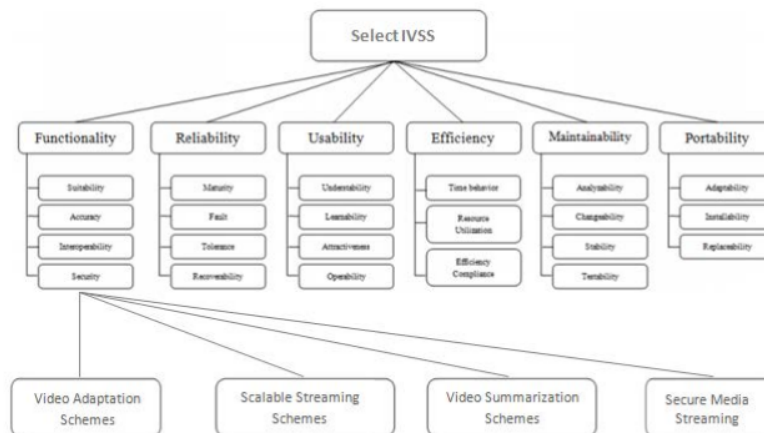 Select IVSS
Functionality
Reliability
Usability
Efficiency
Maintainability
Portability
Suitability
Accuracy
Interoperability
Security
Maturity
Fault
Tolerance
Recoverability
Learnability
Attractiveness
Operability
Time behavior
Resource
Utilization
Efficiency
Compliance
Analyzability
Changeability
Stability
Testability
Adaptability
Installability
Replaceability
Video Adaptation
Schemes
Scalable Streaming
Schemes
Video Summarization
Schemes
Secure Media
Streaming